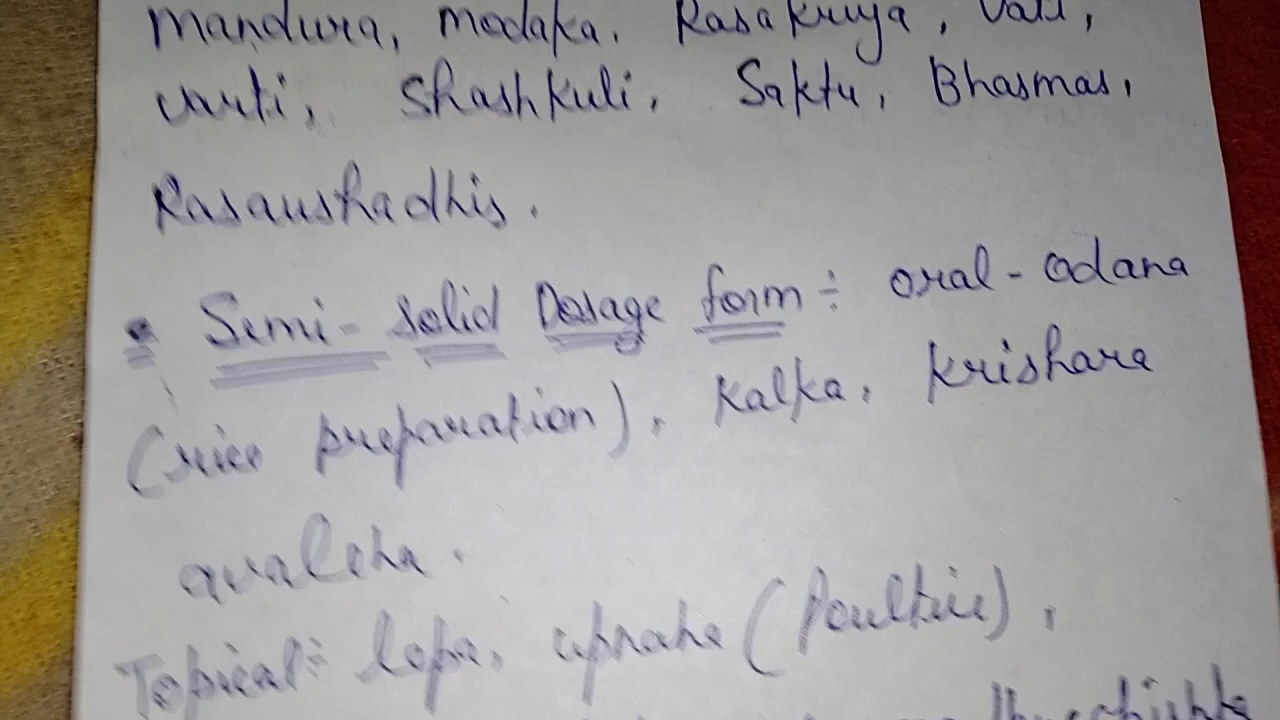 Mandura, modaka, Rasakriya, Vati,
varti, Shashkuli, Saktu, Bhasmas,
Rasaushadhis.
• Semi-solid Dosage form ÷ oral - odana
(rice preparation), Kalka, Krishara
avaleha.
Topical ÷ lepa, upnaha (Poultice),